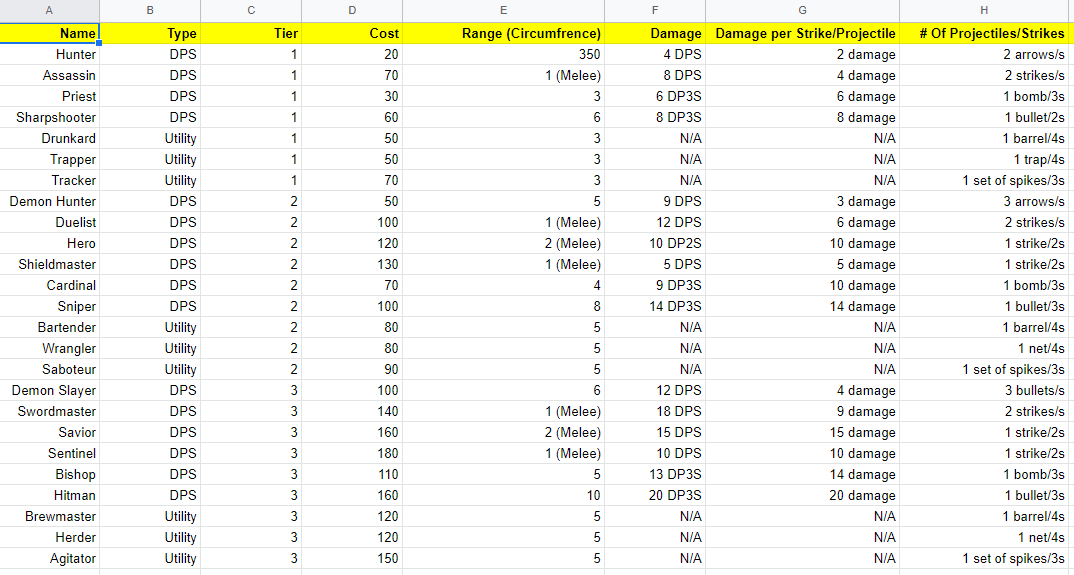 A B C D E F G H
Name Type Tier Cost Range (Circumfrence) Damage Damage per Strike/Projectile # Of Projectiles/Strikes
Hunter DPS 1 20 350 4 DPS 2 damage 2 arrows/s
Assassin DPS 1 70 1 (Melee) 8 DPS 4 damage 2 strikes/s
Priest DPS 1 30 3 6 DP3S 6 damage 1 bomb/3s
Sharpshooter DPS 1 60 6 8 DP3S 8 damage 1 bullet/2s
Drunkard Utility 1 50 3 N/A N/A 1 barrel/4s
Trapper Utility 1 50 3 N/A N/A 1 trap/4s
Tracker Utility 1 70 3 N/A N/A 1 set of spikes/3s
Demon Hunter DPS 2 50 5 9 DPS 3 damage 3 arrows/s
Duelist DPS 2 100 1 (Melee) 12 DPS 6 damage 2 strikes/s
Hero DPS 2 120 2 (Melee) 10 DP2S 10 damage 1 strike/2s
Shieldmaster DPS 2 130 1 (Melee) 5 DPS 5 damage 1 strike/2s
Cardinal DPS 2 70 4 9 DP3S 10 damage 1 bomb/3s
Sniper DPS 2 100 8 14 DP3S 14 damage 1 bullet/3s
Bartender Utility 2 80 5 N/A N/A 1 barrel/4s
Wrangler Utility 2 80 5 N/A N/A 1 net/4s
Saboteur Utility 2 90 5 N/A N/A 1 set of spikes/3s
Demon Slayer DPS 3 100 6 12 DPS 4 damage 3 bullets/s
Swordmaster DPS 3 140 1 (Melee) 18 DPS 9 damage 2 strikes/s
Savior DPS 3 160 2 (Melee) 15 DPS 15 damage 1 strike/2s
Sentinel DPS 3 180 1 (Melee) 10 DPS 10 damage 1 strike/2s
Bishop DPS 3 110 5 13 DP3S 14 damage 1 bomb/3s
Hitman DPS 3 160 10 20 DP3S 20 damage 1 bullet/3s
Brewmaster Utility 3 120 5 N/A N/A 1 barrel/4s
Herder Utility 3 120 5 N/A N/A 1 net/4s
Agitator Utility 3 150 5 N/A N/A 1 set of spikes/3s